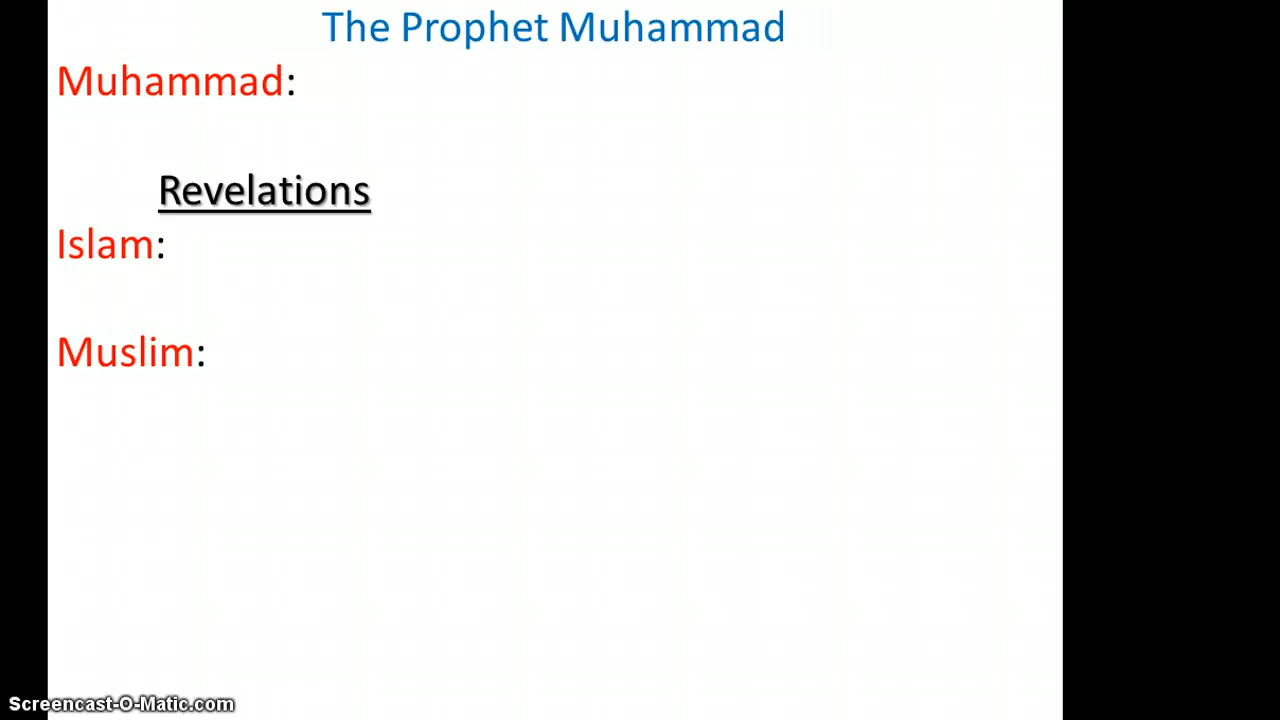 The Prophet Muhammad
Muhammad:
Revelations
Islam:
Muslim:
Screencast-O-Matic.com